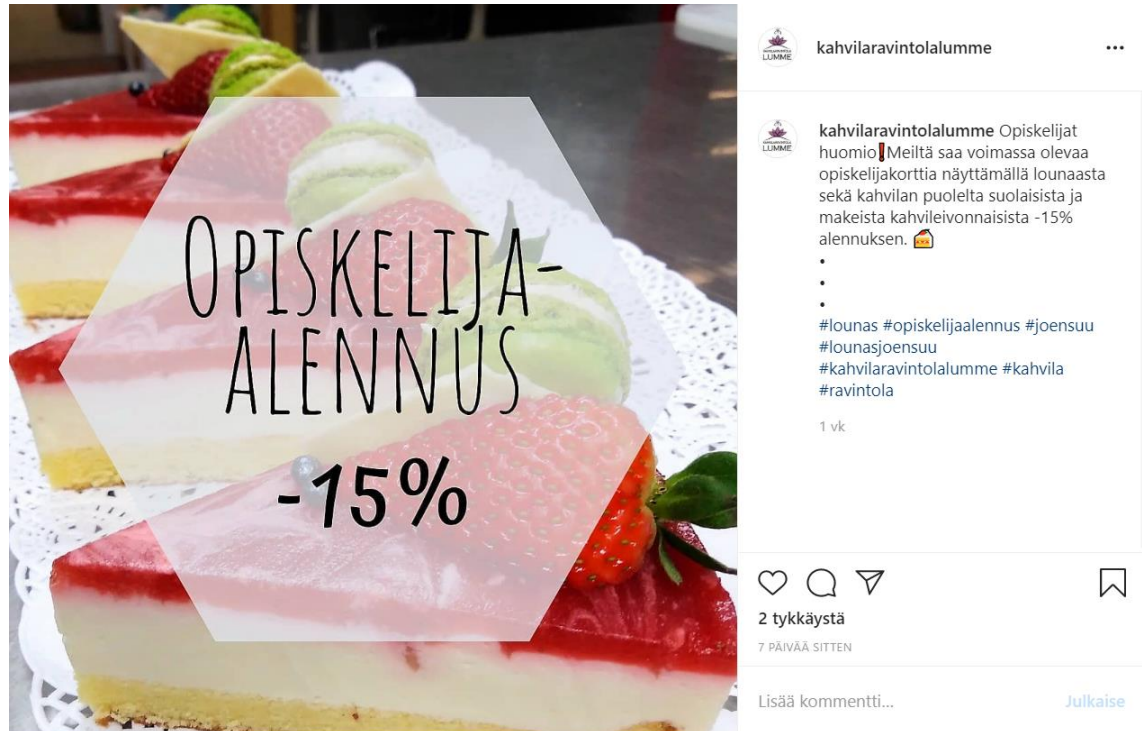 OPISKELIJA-
ALENNUS
-15%
LUMME
kahvilaravintolalumme
LUMME
kahvilaravintolalumme Opiskelijat
huomio❗Meiltä saa voimassa olevaa
opiskelijakorttia näyttämällä lounaasta
sekä kahvilan puolelta suolaisista ja
makeista kahvileivonnaisista -15%
alennuksen. 🍰
•
•
•
#lounas #opiskelijaalennus #joensuu
#lounasjoensuu
#kahvilaravintolalumme #kahvila
#ravintola
1 vk
2 tykkäystä
7 PÄIVÄÄ SITTEN
Lisää kommentti...
Julkaise